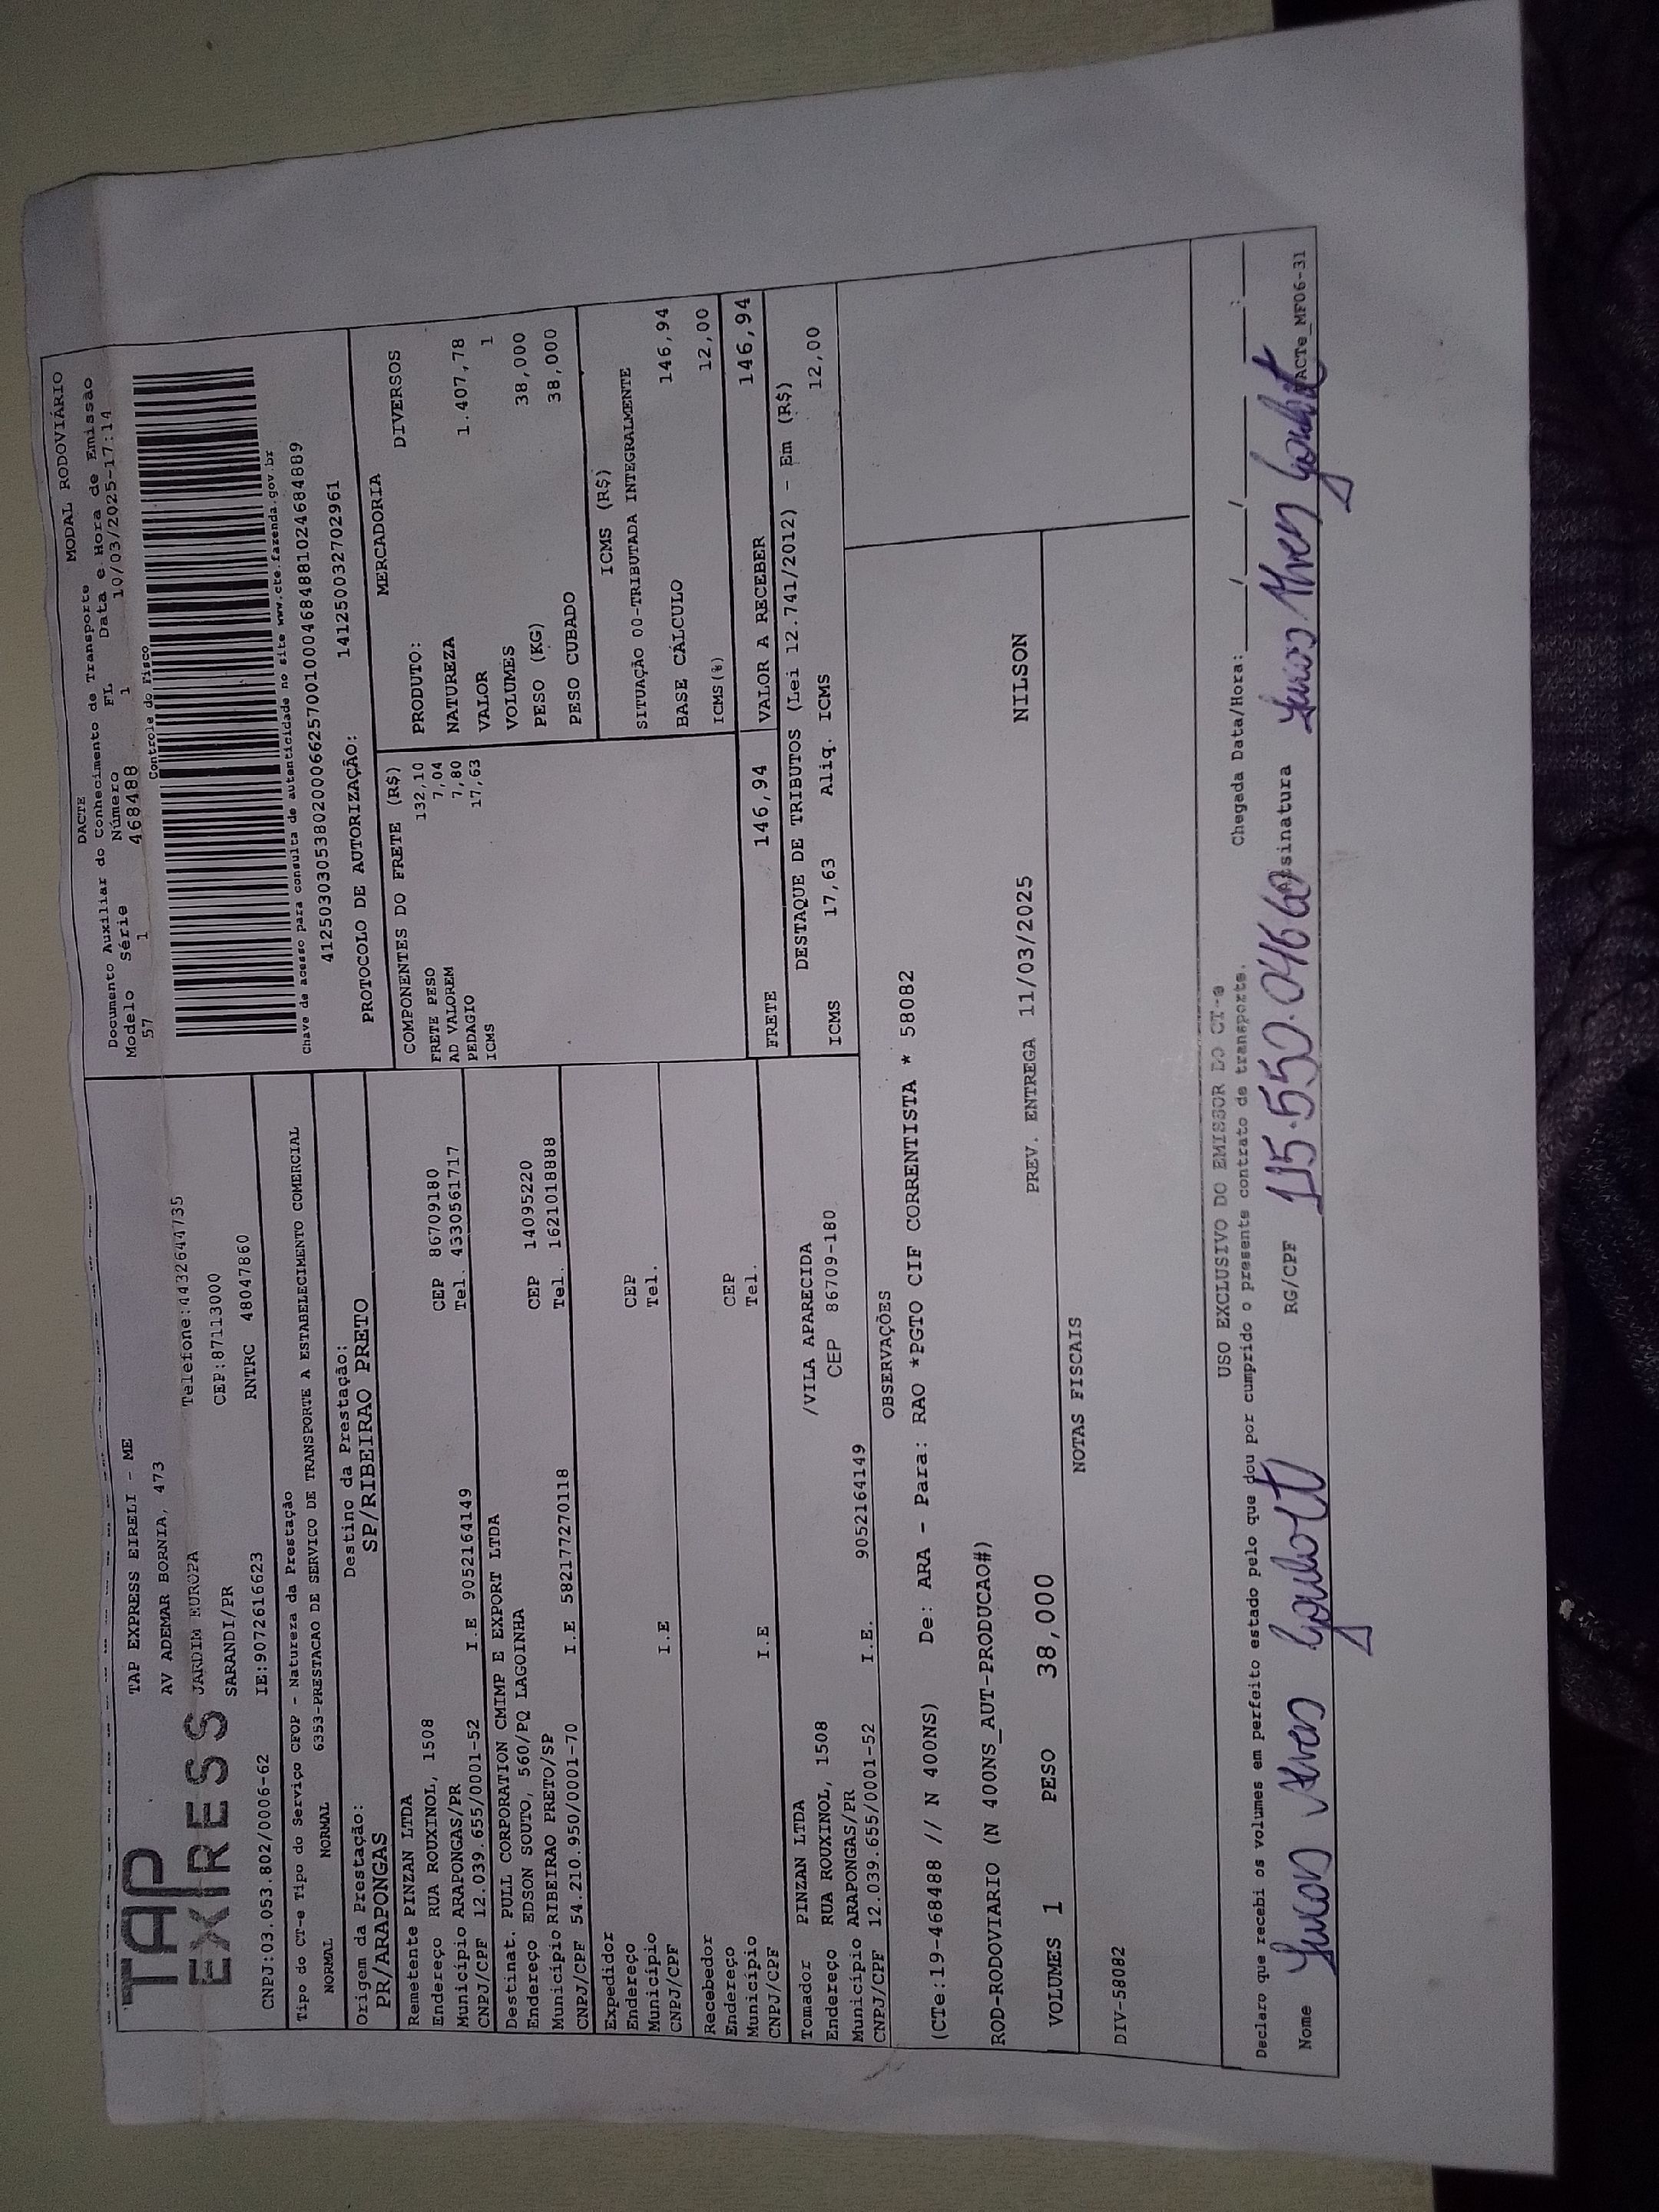 TAP
EXPRESS
TAP EXPRESS EIRELI - ME
AV ADEMAR BORNIA, 473
JARDIM EUROPA Telefone:4432644735
SARANDI/PR CEP:87113000
CNPJ:03.053.802/0006-62 IE:9072616623 RNTRC 48047860
DACTE MODAL RODOVIÁRIO
Documento Auxiliar do Conhecimento de Transporte
Modelo Série Número FL Data e Hora de Emissão
57 1 468488 1 10/03/2025-17:14
Controle do Fisco
Chave de acesso para consulta de autenticidade no site www.cte.fazenda.gov.br
41250303053802000662570010004684881024684889
PROTOCOLO DE AUTORIZAÇÃO: 141250032702961
Tipo do CT-e Tipo do Serviço CFOP - Natureza da Prestação
NORMAL NORMAL 6353-PRESTACAO DE SERVICO DE TRANSPORTE A ESTABELECIMENTO COMERCIAL
Origem da Prestação: Destino da Prestação:
PR/ARAPONGAS SP/RIBEIRAO PRETO
Remetente PINZAN LTDA
Endereço RUA ROUXINOL, 1508 CEP 86709180
Município ARAPONGAS/PR Tel. 4330561717
CNPJ/CPF 12.039.655/0001-52 I.E 9052164149
Destinat. PULL CORPORATION CMIMP E EXPORT LTDA
Endereço EDSON SOUTO, 560/PQ LAGOINHA CEP 14095220
Município RIBEIRAO PRETO/SP Tel. 1621018888
CNPJ/CPF 54.210.950/0001-70 I.E 582177270118
Expedidor
Endereço CEP
Município Tel.
CNPJ/CPF I.E
Recebedor
Endereço CEP
Município Tel.
CNPJ/CPF I.E
Tomador PINZAN LTDA
Endereço RUA ROUXINOL, 1508 /VILA APARECIDA
Município ARAPONGAS/PR CEP 86709-180
CNPJ/CPF 12.039.655/0001-52 I.E. 9052164149
COMPONENTES DO FRETE (R$)
FRETE PESO 132,10
AD VALOREM 7,04
PEDAGIO 7,80
ICMS 17,63
MERCADORIA
PRODUTO: DIVERSOS
NATUREZA
VALOR 1.407,78
VOLUMES 1
PESO (KG) 38,000
PESO CUBADO 38,000
ICMS (R$)
SITUAÇÃO 00-TRIBUTADA INTEGRALMENTE
BASE CÁLCULO 146,94
ICMS(%) 12,00
FRETE 146,94 VALOR A RECEBER 146,94
DESTAQUE DE TRIBUTOS (Lei 12.741/2012) - Em (R$)
ICMS 17,63 Aliq. ICMS 12,00
OBSERVAÇÕES
(CTe:19-468488 // N 400NS) De: ARA - Para: RAO *PGTO CIF CORRENTISTA * 58082
ROD-RODOVIARIO (N 400NS_AUT-PRODUCAO#)
VOLUMES 1 PESO 38,000 PREV. ENTREGA 11/03/2025 NILSON
NOTAS FISCAIS
DIV-58082
USO EXCLUSIVO DO EMISSOR DO CT-e
Declaro que recebi os volumes em perfeito estado pelo que dou por cumprido o presente contrato de transporte. Chegada Data/Hora:____/____/________ ____:____
Nome Lucas Alves Goulart RG/CPF 115.550.046 60 Assinatura Lucas Alves Goulart
DACTe_MF06-31